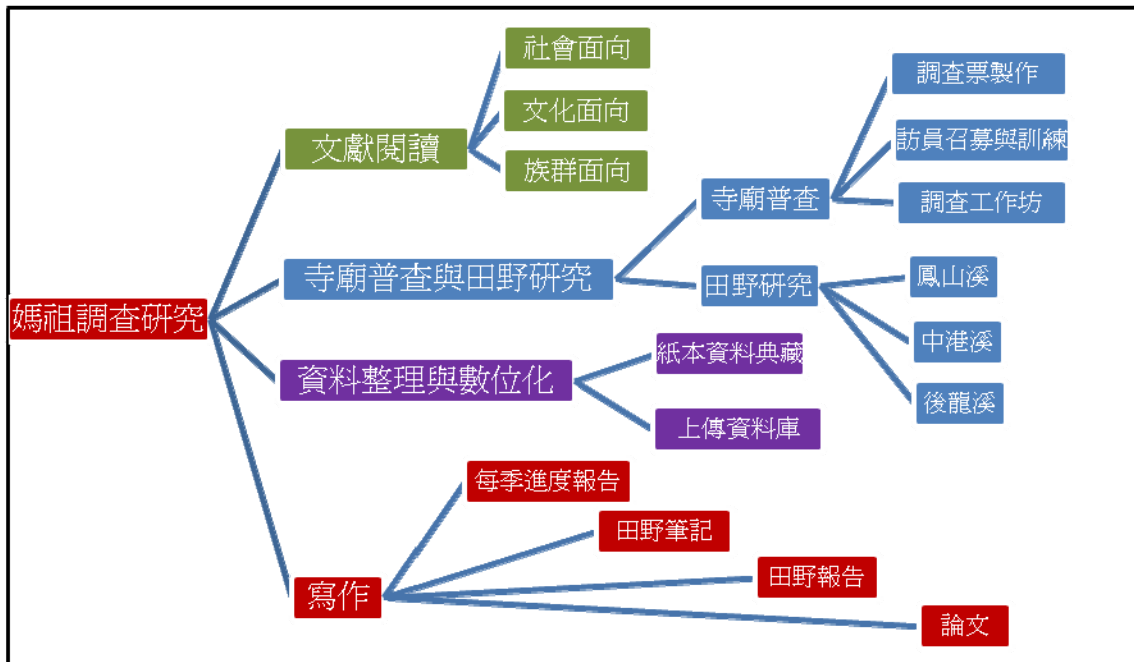 媽祖調查研究
文獻閱讀
社會面向
文化面向
族群面向
寺廟普查與田野研究
寺廟普查
調查票製作
訪員召募與訓練
調查工作坊
田野研究
鳳山溪
中港溪
後龍溪
資料整理與數位化
紙本資料典藏
上傳資料庫
寫作
每季進度報告
田野筆記
田野報告
論文